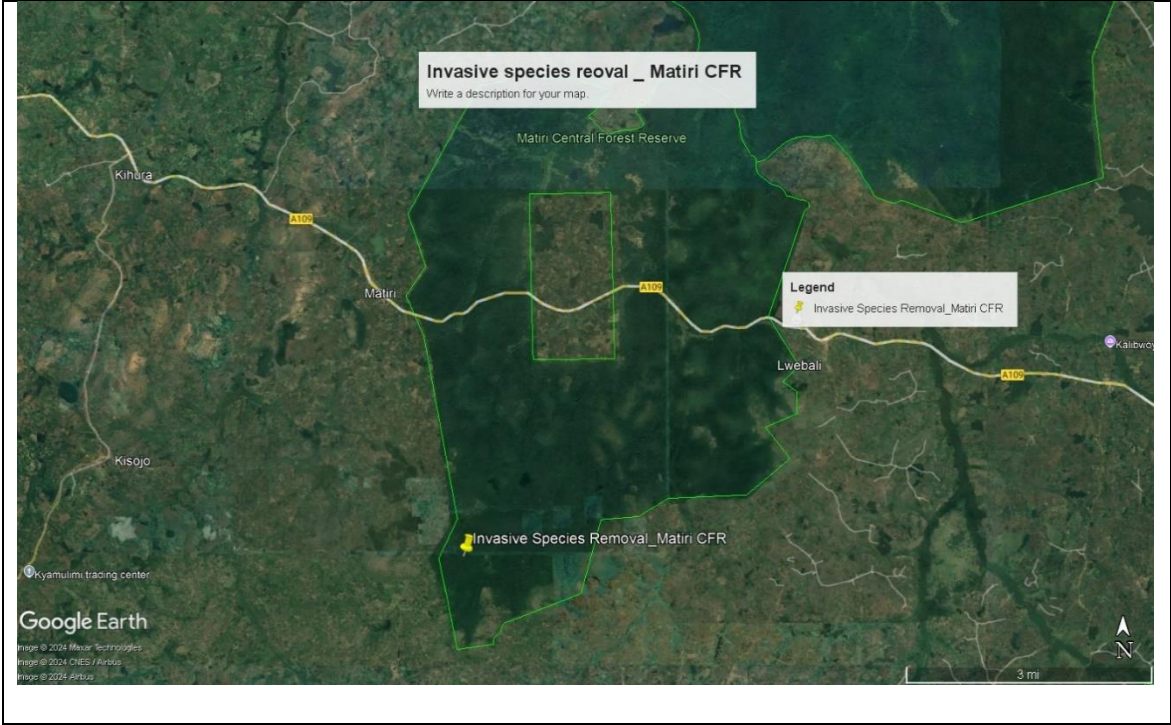 Invasive species reoval _ Matiri CFR
Write a description for your map.
Matiri Central Forest Reserve
Kihura
A109
Matiri
A109
Legend
Invasive Species Removal_Matiri CFR
Kalibwoy
Lwebali
A109
Kisojo
Invasive Species Removal_Matiri CFR
Kyamulimi trading center
Google Earth
Image © 2024 Maxar Technologies
Image © 2024 CNES / Airbus
Image © 2024 Airbus
N
3 mi